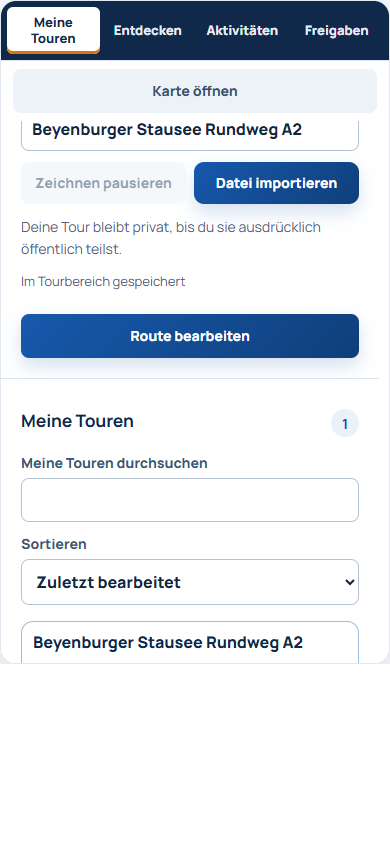 Meine
Touren
Entdecken
Aktivitäten
Freigaben
Karte öffnen
Beyenburger Stausee Rundweg A2
Zeichnen pausieren
Datei importieren
Deine Tour bleibt privat, bis du sie ausdrücklich
öffentlich teilst.
Im Tourbereich gespeichert
Route bearbeiten
Meine Touren
1
Meine Touren durchsuchen
Sortieren
Zuletzt bearbeitet
Beyenburger Stausee Rundweg A2